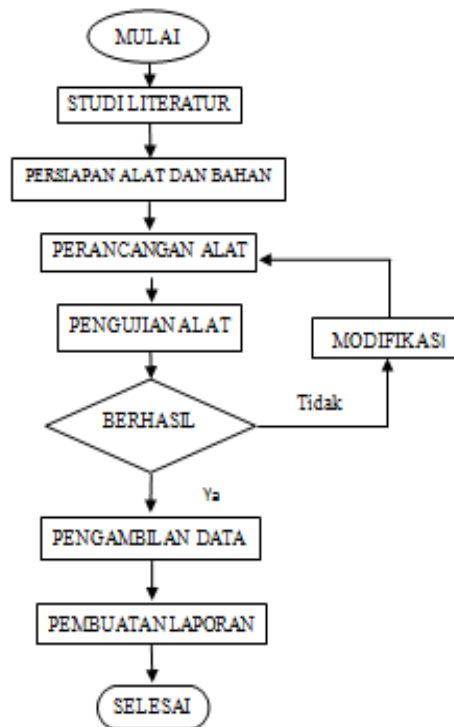 MULAI
STUDI LITERATUR
PERSIAPAN ALAT DAN BAHAN
PERANCANGAN ALAT
PENGUJIAN ALAT
MODIFIKASI
BERHASIL
Tidak
Ya
PENGAMBILAN DATA
PEMBUATAN LAPORAN
SELESAI